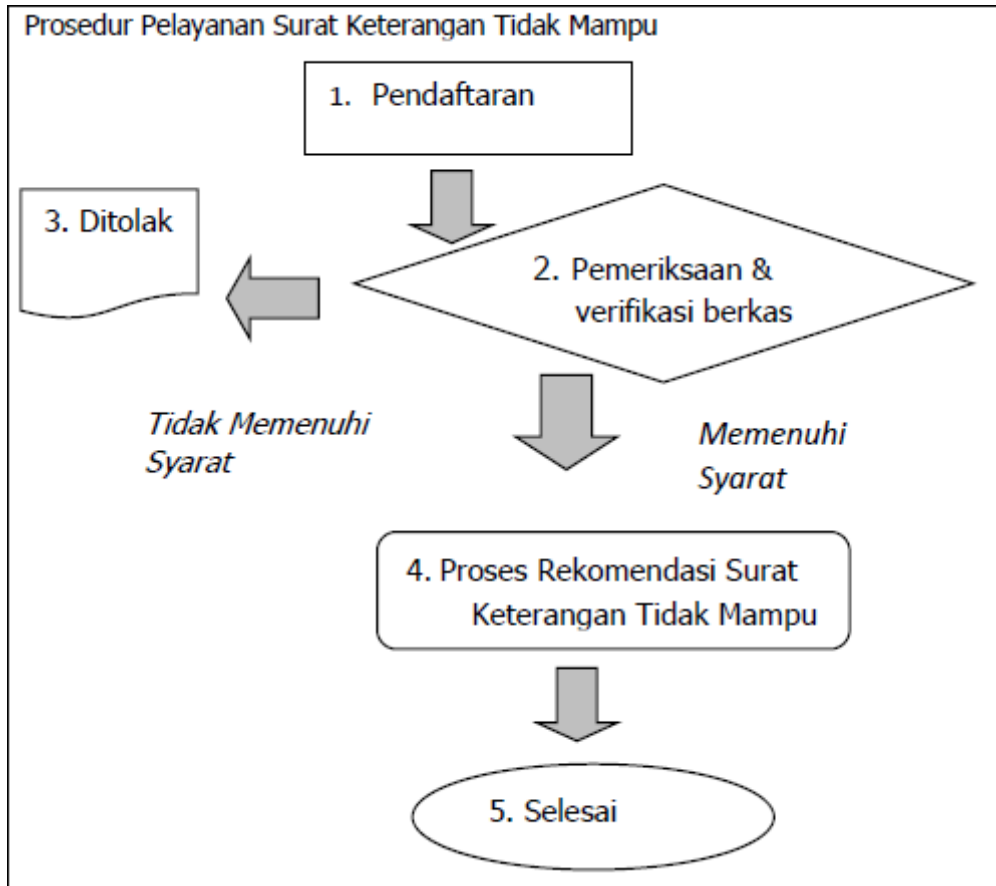 Prosedur Pelayanan Surat Keterangan Tidak Mampu
1. Pendaftaran
3. Ditolak
2. Pemeriksaan &
verifikasi berkas
Tidak Memenuhi
Syarat
Memenuhi
Syarat
4. Proses Rekomendasi Surat
Keterangan Tidak Mampu
5. Selesai